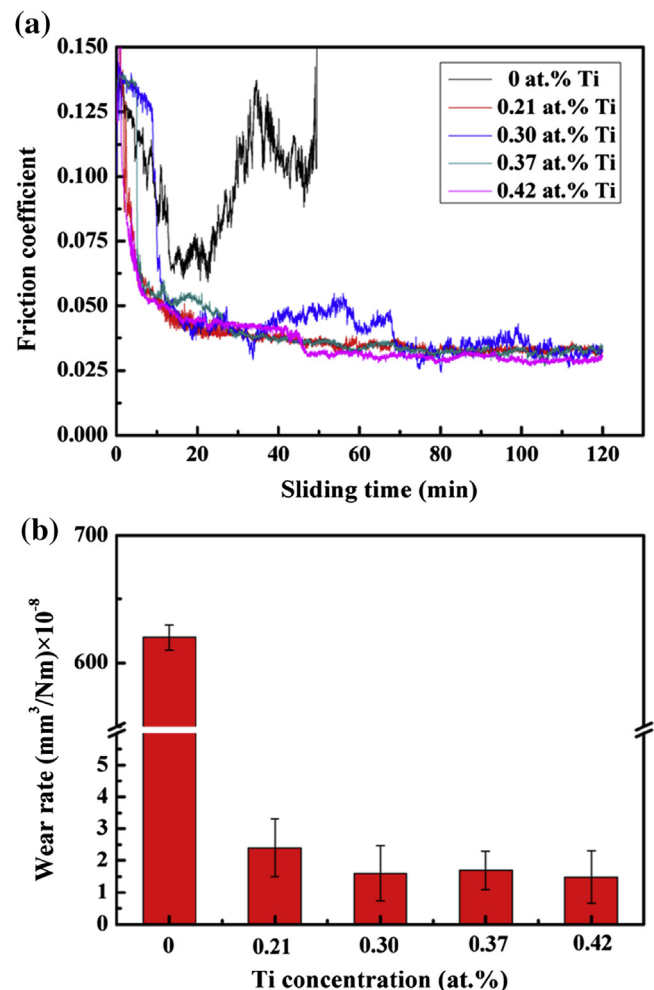 (a)
0.150
0.125
0.100
0.075
0.050
0.025
0.000
Friction coefficient
0 at.% Ti
0.21 at.% Ti
0.30 at.% Ti
0.37 at.% Ti
0.42 at.% Ti
0 20 40 60 80 100 120
Sliding time (min)
(b)
700
600
5
4
3
2
1
0
Wear rate (mm³/Nm)×10⁻⁸
0 0.21 0.30 0.37 0.42
Ti concentration (at.%)